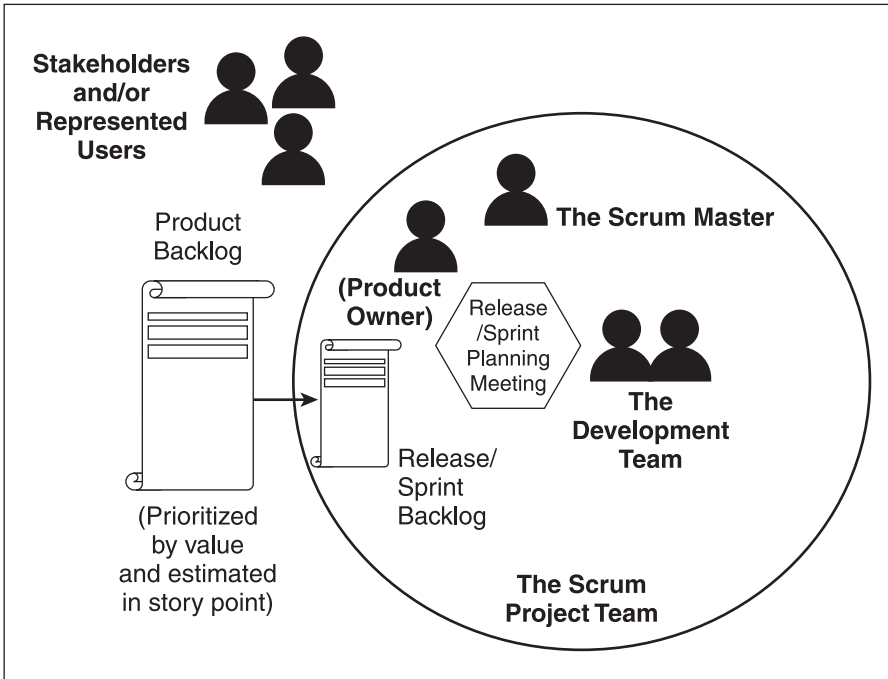 Stakeholders
and/or
Represented
Users
Product
Backlog
(Prioritized
by value
and estimated
in story point)
The Scrum Master
(Product
Owner)
Release
/Sprint
Planning
Meeting
The
Development
Team
Release/
Sprint
Backlog
The Scrum
Project Team